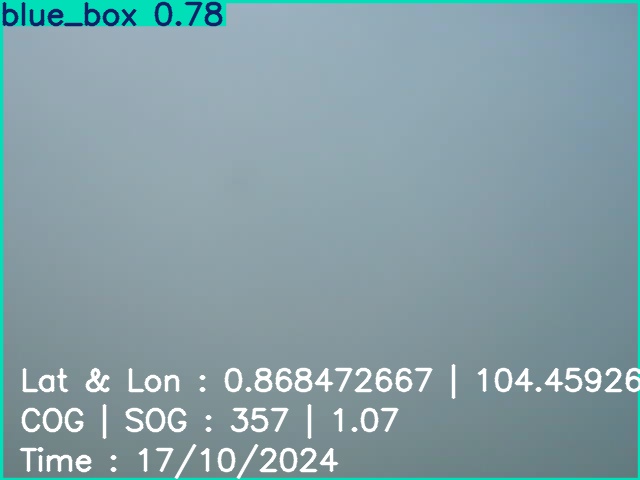 blue_box 0.78
Lat & Lon : 0.868472667 | 104.45926
COG | SOG : 357 | 1.07
Time : 17/10/2024